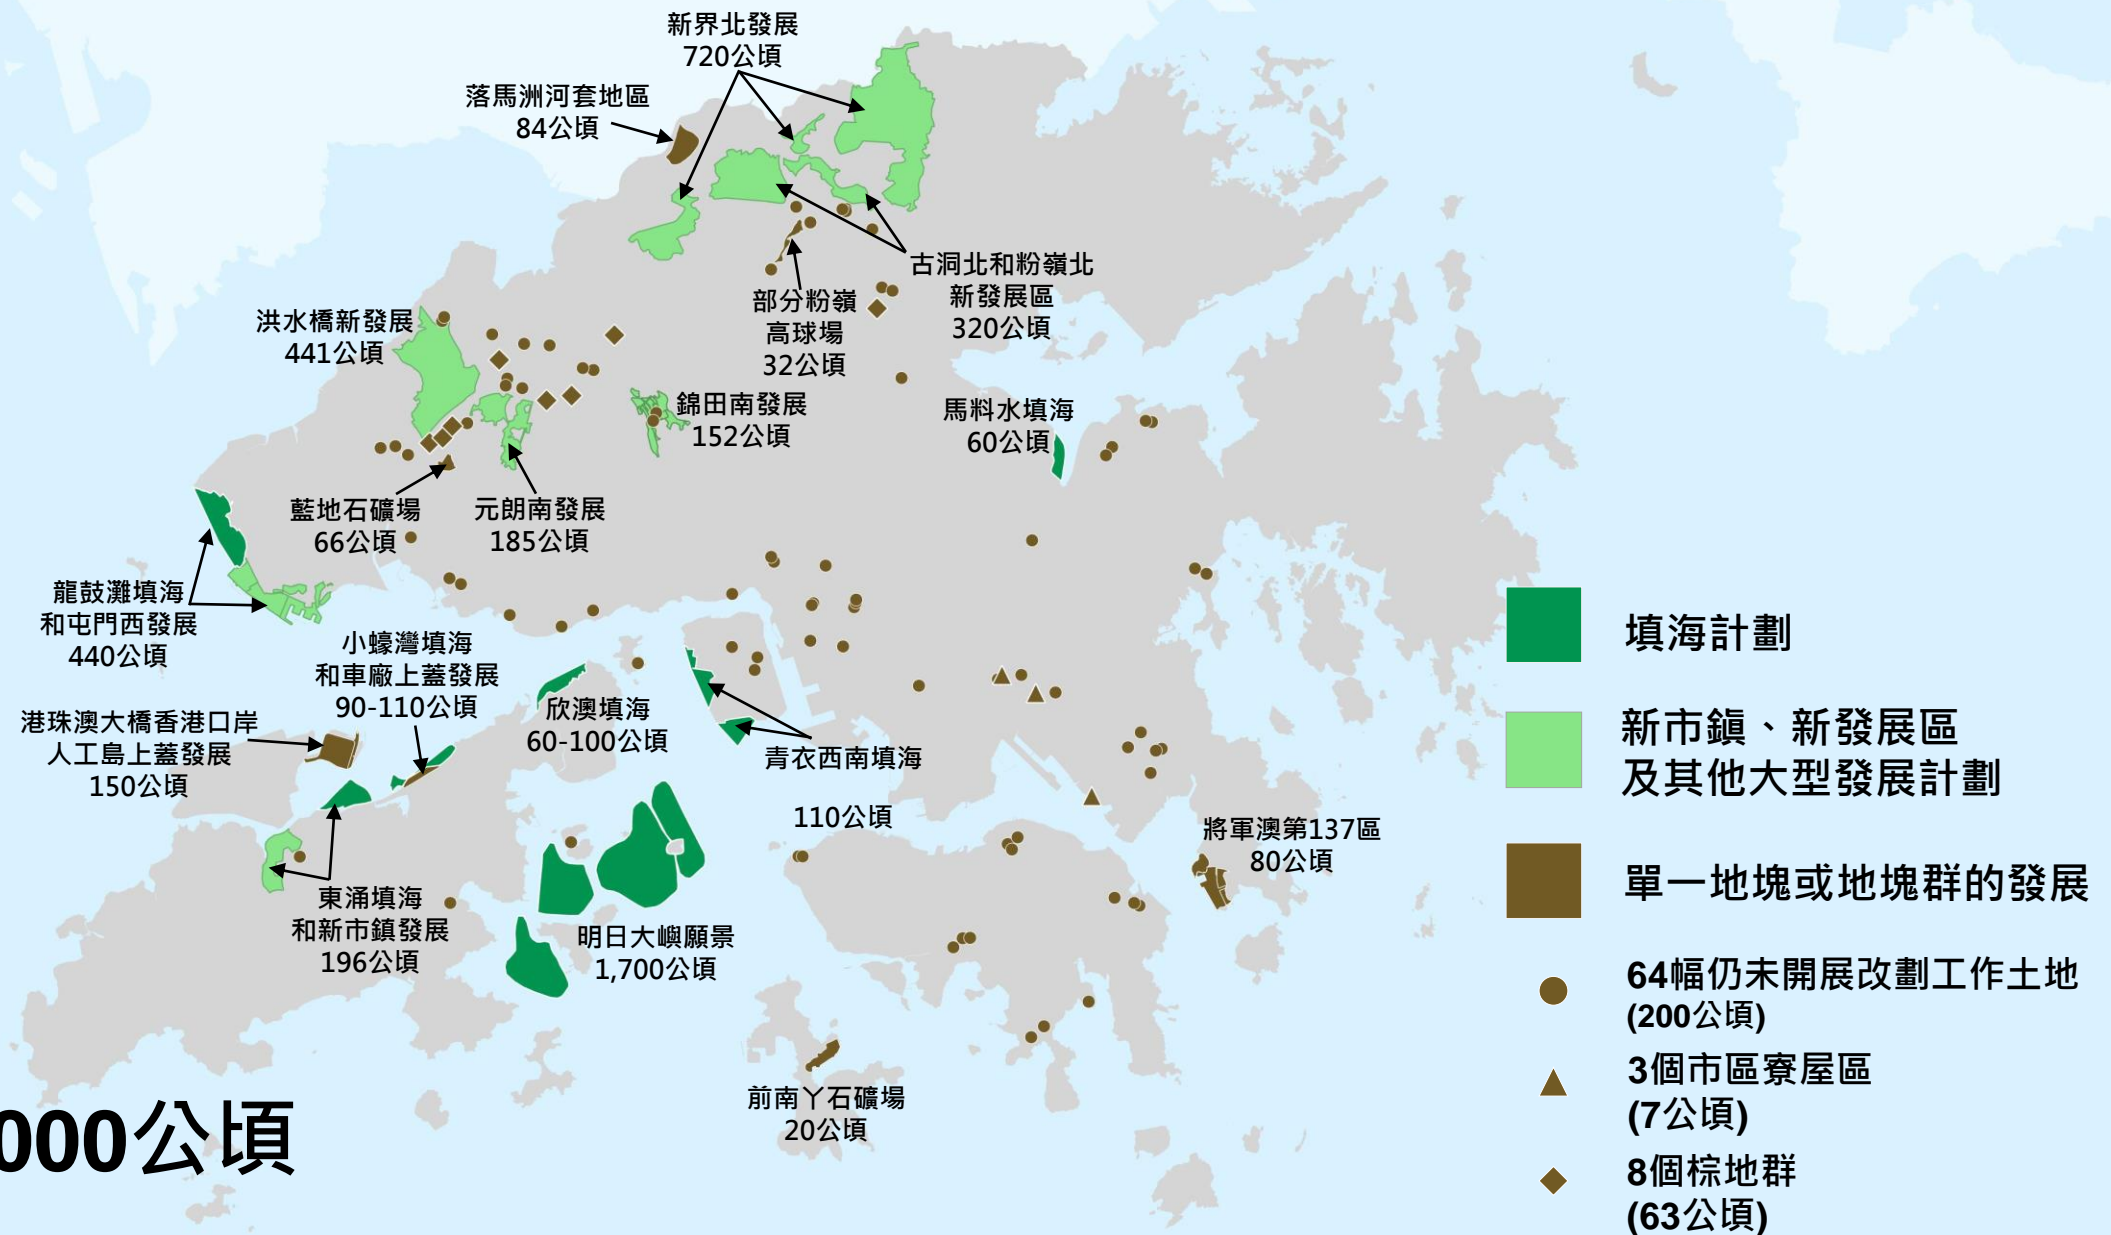 新界北發展
720公頃
落馬洲河套地區
84公頃
古洞北和粉嶺北
新發展區
320公頃
部分粉嶺
高球場
32公頃
洪水橋新發展
441公頃
錦田南發展
152公頃
馬料水填海
60公頃
藍地石礦場
66公頃
元朗南發展
185公頃
龍鼓灘填海
和屯門西發展
440公頃
小蠔灣填海
和車廠上蓋發展
90-110公頃
港珠澳大橋香港口岸
人工島上蓋發展
150公頃
欣澳填海
60-100公頃
青衣西南填海
110公頃
將軍澳第137區
80公頃
東涌填海
和新市鎮發展
196公頃
明日大嶼願景
1,700公頃
前南丫石礦場
20公頃
000公頃
填海計劃
新市鎮、新發展區
及其他大型發展計劃
單一地塊或地塊群的發展
64幅仍未開展改劃工作土地
(200公頃)
3個市區寮屋區
(7公頃)
8個棕地群
(63公頃)